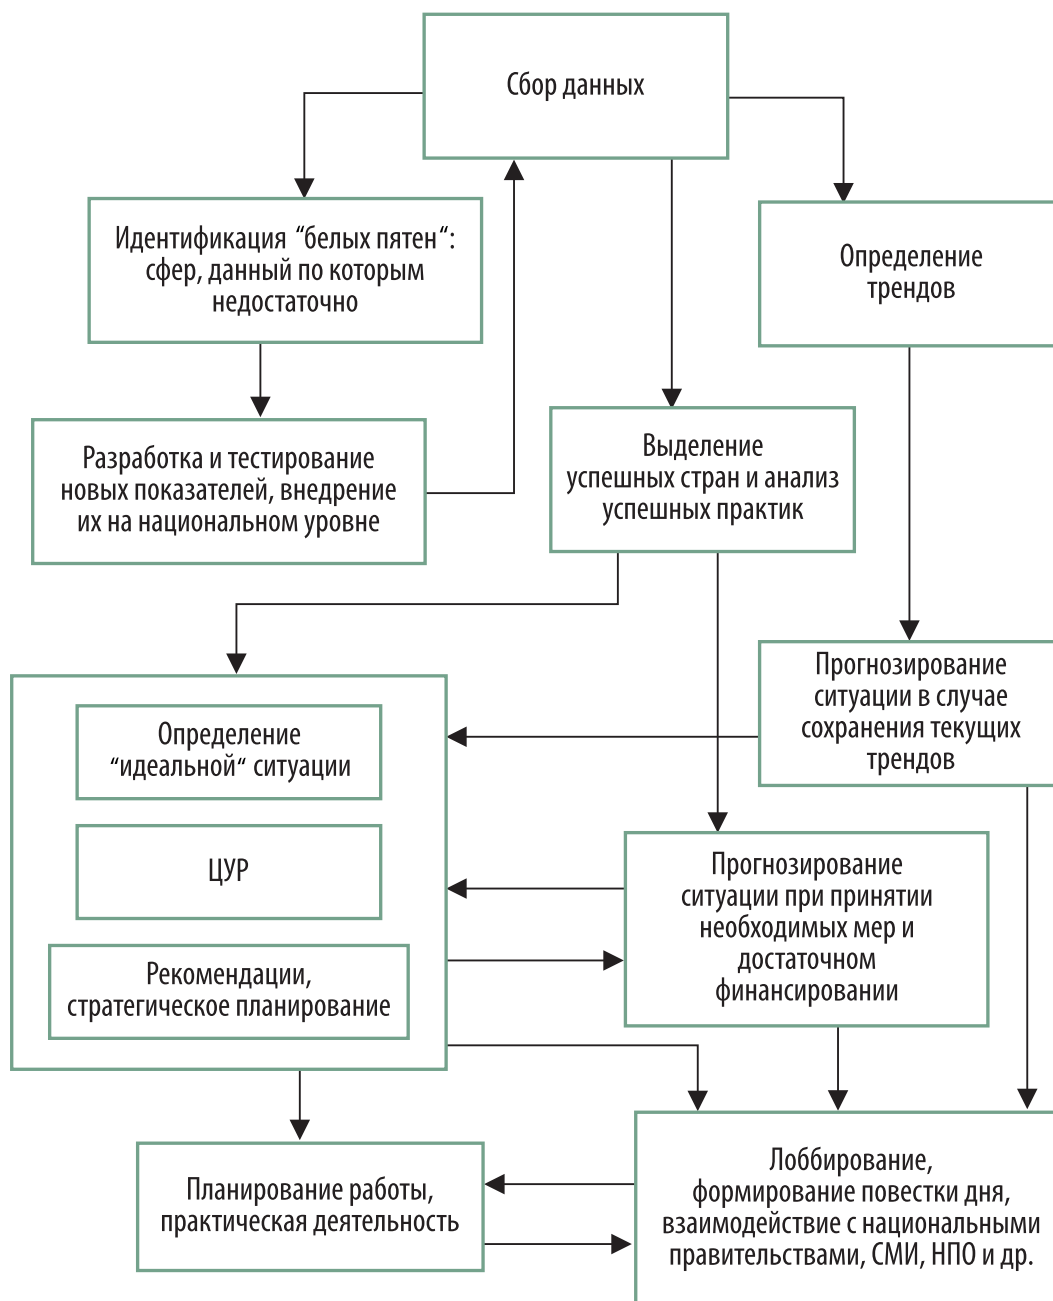 Сбор данных
Идентификация “белых пятен“:
сфер, данный по которым
недостаточно
Определение
трендов
Разработка и тестирование
новых показателей, внедрение
их на национальном уровне
Выделение
успешных стран и анализ
успешных практик
Прогнозирование
ситуации в случае
сохранения текущих
трендов
Определение
“идеальной“ ситуации
ЦУР
Рекомендации,
стратегическое планирование
Прогнозирование
ситуации при принятии
необходимых мер и
достаточном
финансировании
Планирование работы,
практическая деятельность
Лоббирование,
формирование повестки дня,
взаимодействие с национальными
правительствами, СМИ, НПО и др.